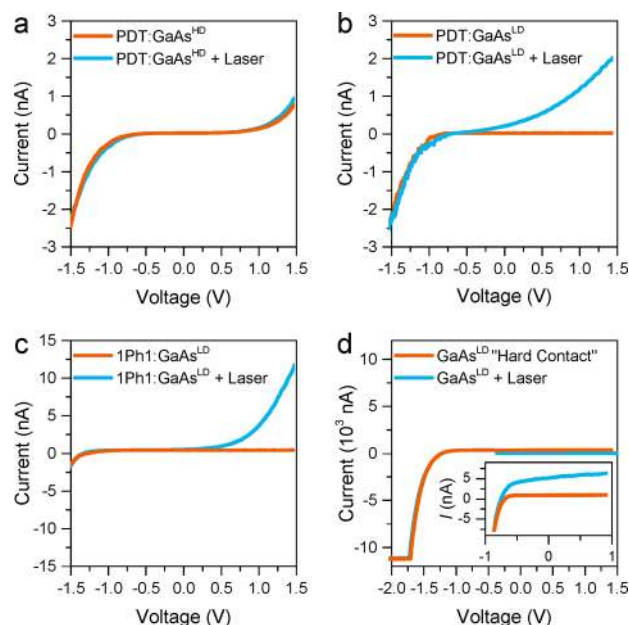 a
PDT:GaAs^HD
PDT:GaAs^HD + Laser
3
2
1
0
-1
-2
-3
Current (nA)
-1.5 -1.0 -0.5 0.0 0.5 1.0 1.5
Voltage (V)
b
PDT:GaAs^LD
PDT:GaAs^LD + Laser
3
2
1
0
-1
-2
3
Current (nA)
-1.5 -1.0 -0.5 0.0 0.5 1.0 1.5
Voltage (V)
c
1Ph1:GaAs^LD
1Ph1:GaAs^LD + Laser
15
10
5
0
-5
-10
-15
Current (nA)
-1.5 -1.0 -0.5 0.0 0.5 1.0 1.5
Voltage (V)
d
GaAs^LD "Hard Contact"
GaAs^LD + Laser
10
5
0
-5
-10
Current (10^3 nA)
-2.0 -1.5 -1.0 -0.5 0.0 0.5 1.0 1.5
Voltage (V)
5
0
-5
I (nA)
-1 0 1